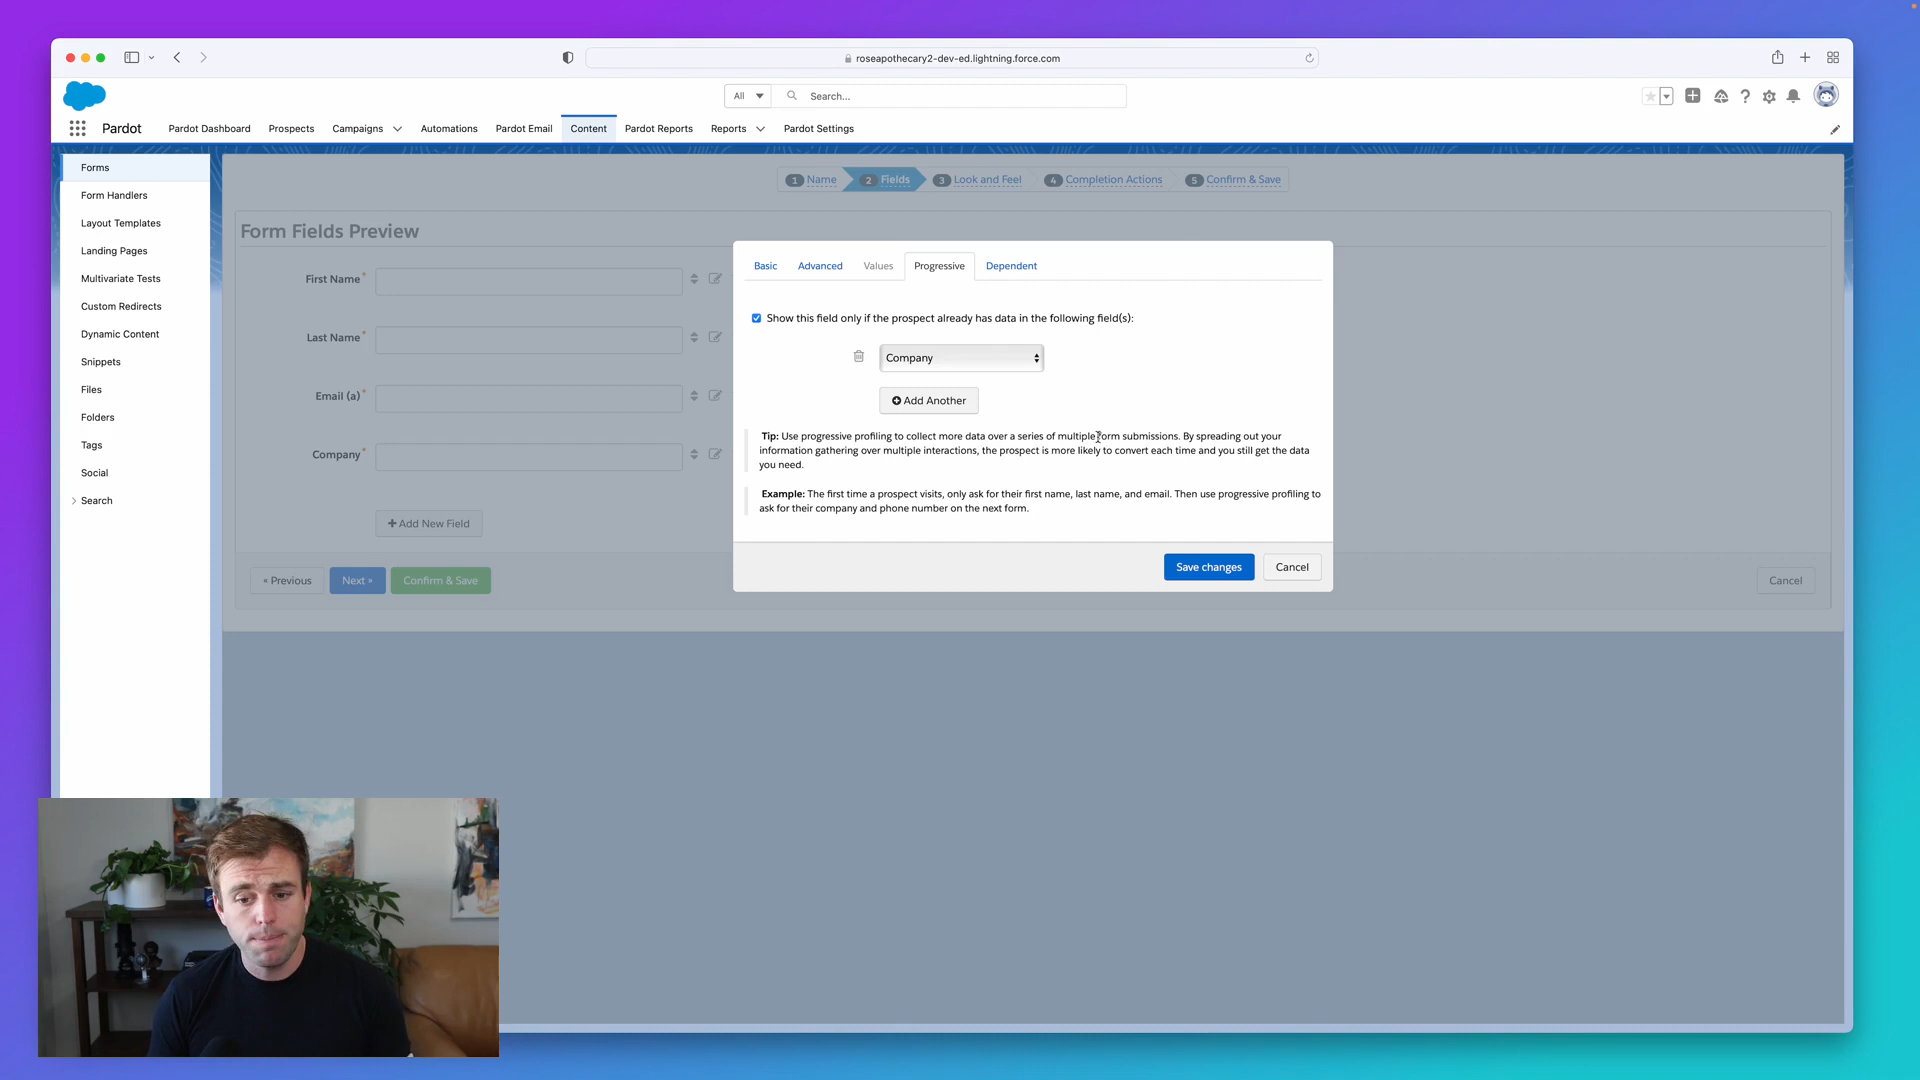 roseapothecary2-dev-ed.lightning.force.com
All
Search...
Pardot
Pardot Dashboard
Prospects
Campaigns
Automations
Pardot Email
Content
Pardot Reports
Reports
Pardot Settings
Forms
Form Handlers
Layout Templates
Landing Pages
Multivariate Tests
Custom Redirects
Dynamic Content
Snippets
Files
Folders
Tags
Social
Search
1 Name
2 Fields
3 Look and Feel
4 Completion Actions
5 Confirm & Save
Form Fields Preview
First Name*
Last Name*
Email (a)*
Company*
+ Add New Field
« Previous
Next »
Confirm & Save
Cancel
Basic
Advanced
Values
Progressive
Dependent
Show this field only if the prospect already has data in the following field(s):
Company
Add Another
Tip: Use progressive profiling to collect more data over a series of multiple form submissions. By spreading out your
information gathering over multiple interactions, the prospect is more likely to convert each time and you still get the data
you need.
Example: The first time a prospect visits, only ask for their first name, last name, and email. Then use progressive profiling to
ask for their company and phone number on the next form.
Save changes
Cancel